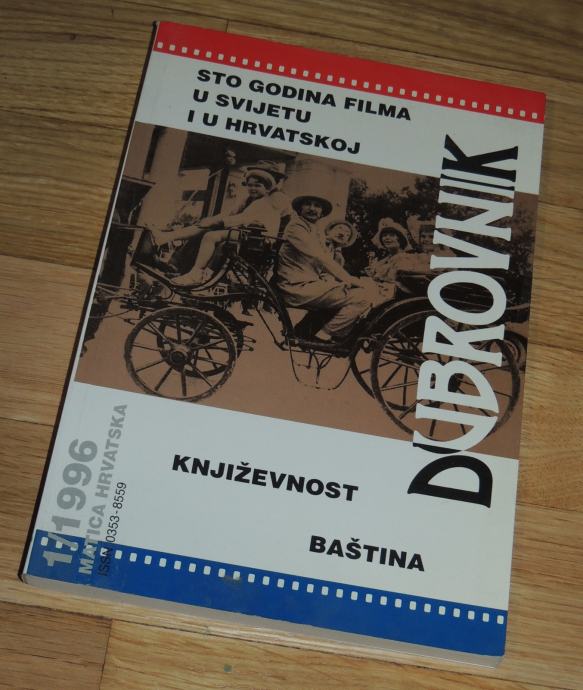 STO GODINA FILMA
U SVIJETU
I U HRVATSKOJ
DUBROVNIK
KNJIŽEVNOST
BAŠTINA
1/1996
MATICA HRVATSKA
ISSN 0353-8559